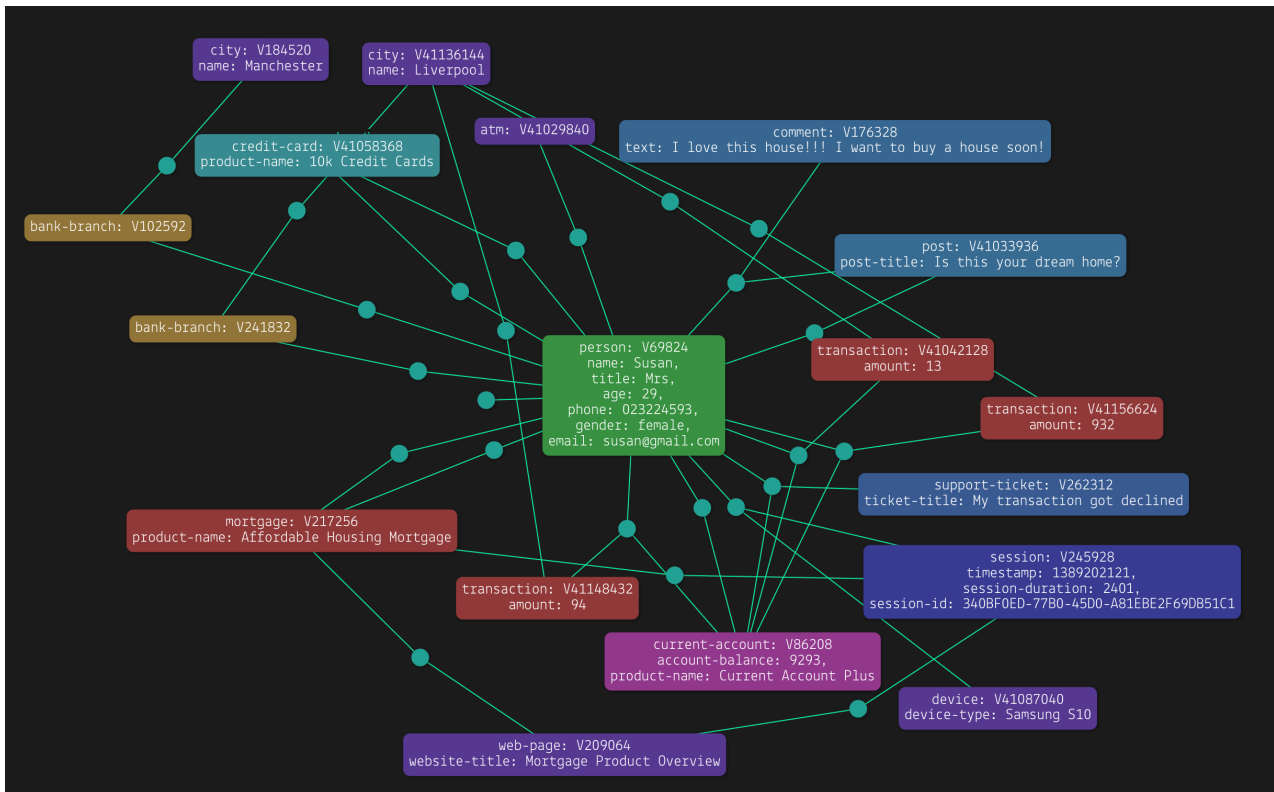 city: V184520
name: Manchester
city: V41136144
name: Liverpool
atm: V41029840
comment: V176328
text: I love this house!!! I want to buy a house soon!
credit-card: V41058368
product-name: 10k Credit Cards
bank-branch: V102592
post: V41033936
post-title: Is this your dream home?
bank-branch: V241832
person: V69824
name: Susan,
title: Mrs,
age: 29,
phone: 023224593,
gender: female,
email: susan@gmail.com
transaction: V41042128
amount: 13
transaction: V41156624
amount: 932
support-ticket: V262312
ticket-title: My transaction got declined
mortgage: V217256
product-name: Affordable Housing Mortgage
session: V245928
timestamp: 1389202121,
session-duration: 2401,
session-id: 340BF0ED-77B0-45D0-A81EBE2F69DB51C1
transaction: V41148432
amount: 94
current-account: V86208
account-balance: 9293,
product-name: Current Account Plus
device: V41087040
device-type: Samsung S10
web-page: V209064
website-title: Mortgage Product Overview